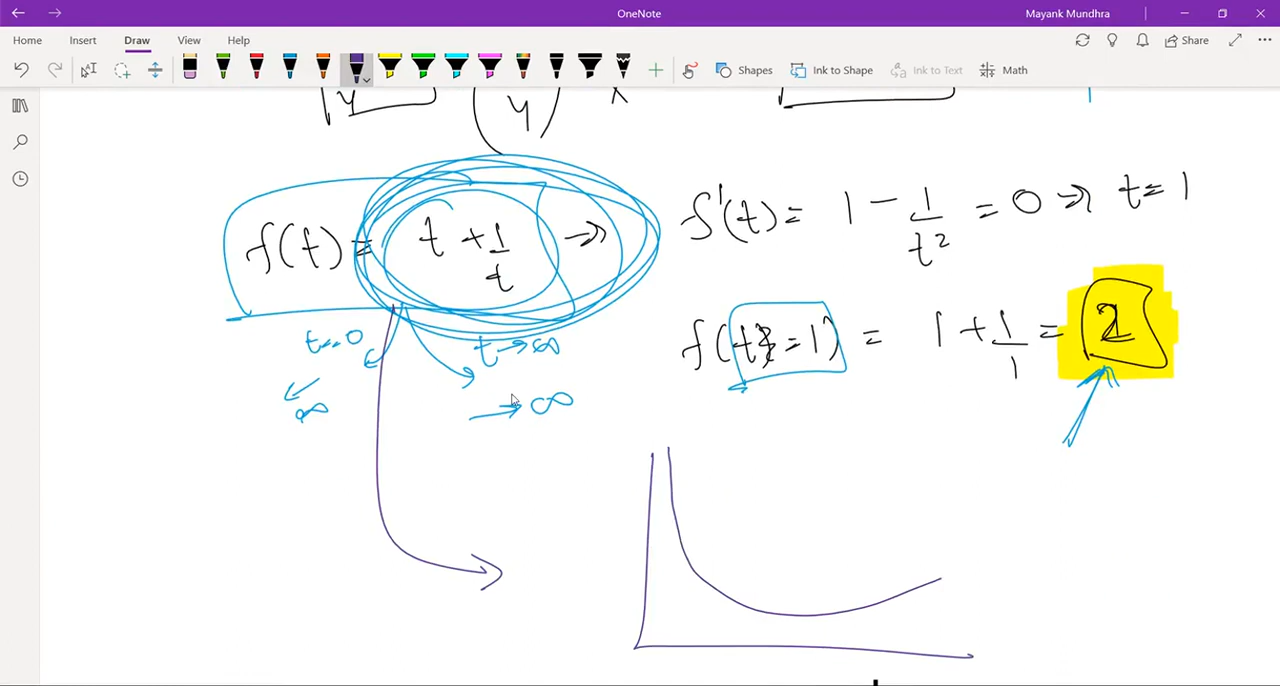 OneNote
Mayank Mundhra
Home Insert Draw View Help
Share
Shapes Ink to Shape Ink to Text Math
y
y x
f(t) = t + 1/t ⇒
f'(t) = 1 - 1/t² = 0 ⇒ t = 1
f(t = 1) = 1 + 1/1 = 2
t → 0
t → ∞
∞
→ ∞